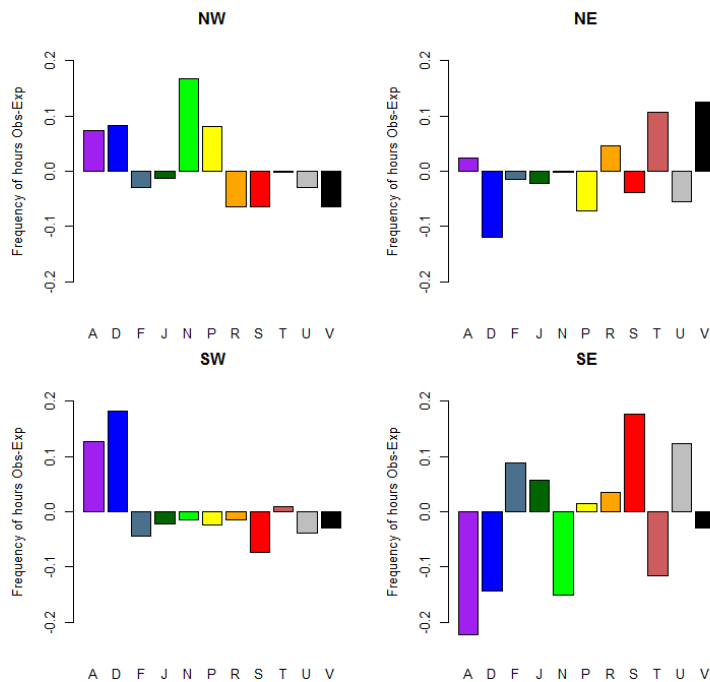 NW
Frequency of hours Obs-Exp
0.2
0.1
0.0
-0.1
-0.2
A D F J N P R S T U V
NE
Frequency of hours Obs-Exp
0.2
0.1
0.0
-0.1
-0.2
A D F J N P R S T U V
SW
Frequency of hours Obs-Exp
0.2
0.1
0.0
-0.1
-0.2
A D F J N P R S T U V
SE
Frequency of hours Obs-Exp
0.2
0.1
0.0
-0.1
-0.2
A D F J N P R S T U V